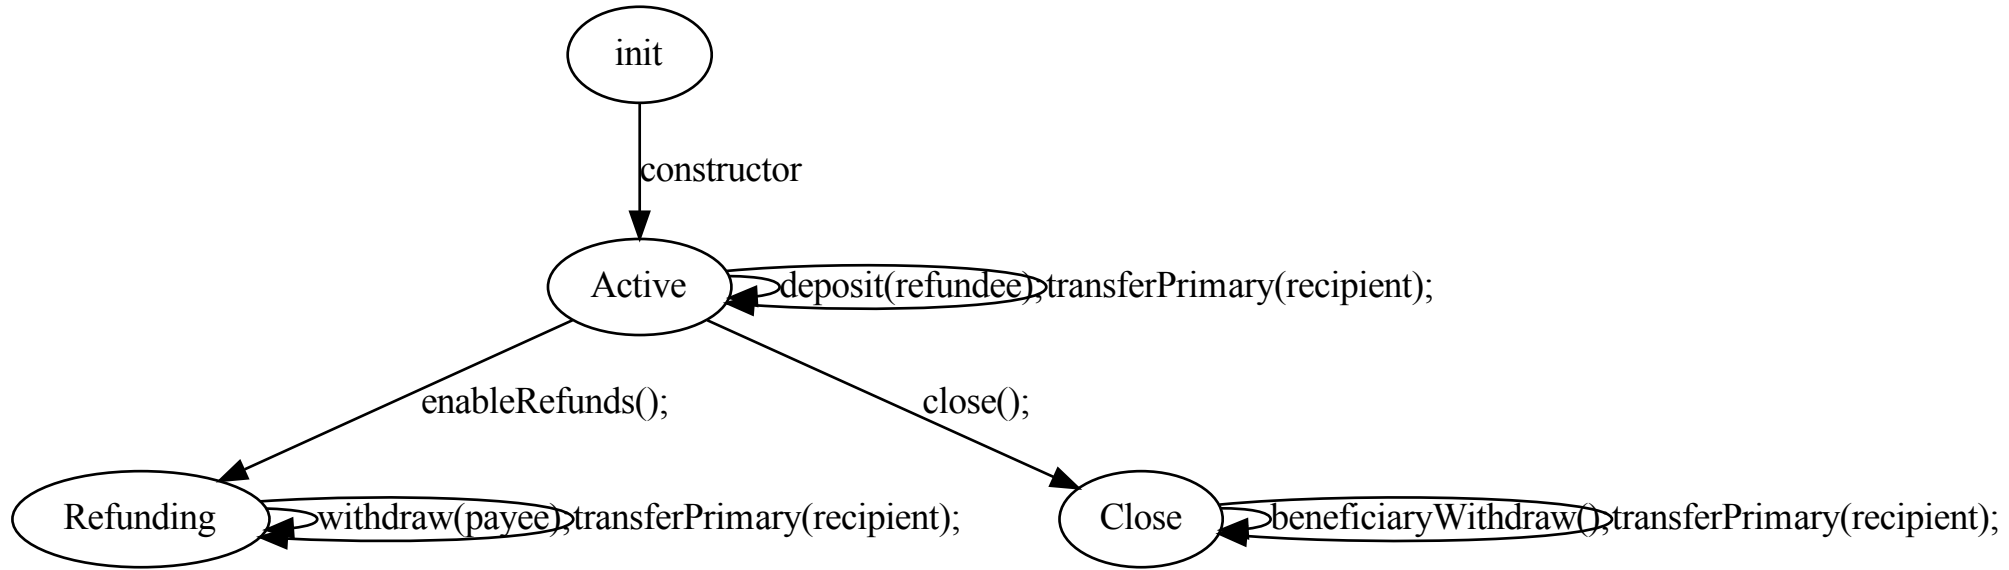 init
constructor
Active
deposit(refundee);
transferPrimary(recipient);
enableRefunds();
close();
Refunding
withdraw(payee);
transferPrimary(recipient);
Close
beneficiaryWithdraw();
transferPrimary(recipient);